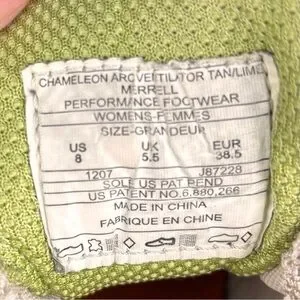 CHAMELEON ARC VENTILATOR TAN/LIME
MERRELL
PERFORMANCE FOOTWEAR
WOMENS-FEMMES
SIZE-GRANDEUR
US UK EUR
8 5.5 38.5
1207 J87228
SOLE US PAT PEND
US PATENT NO.6,880,266
MADE IN CHINA
FABRIQUE EN CHINE